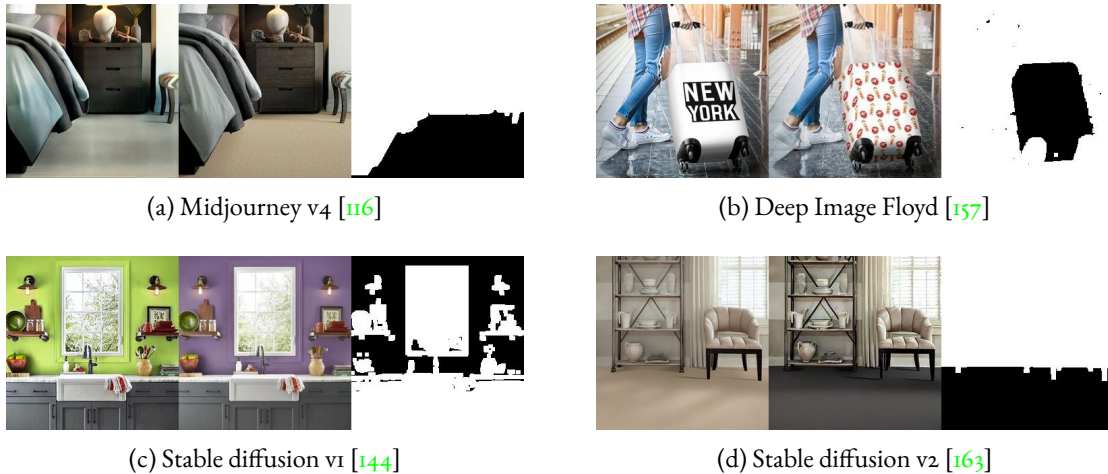 NEW
YORK
(a) Midjourney v4 [116]
(b) Deep Image Floyd [157]
(c) Stable diffusion v1 [144]
(d) Stable diffusion v2 [163]